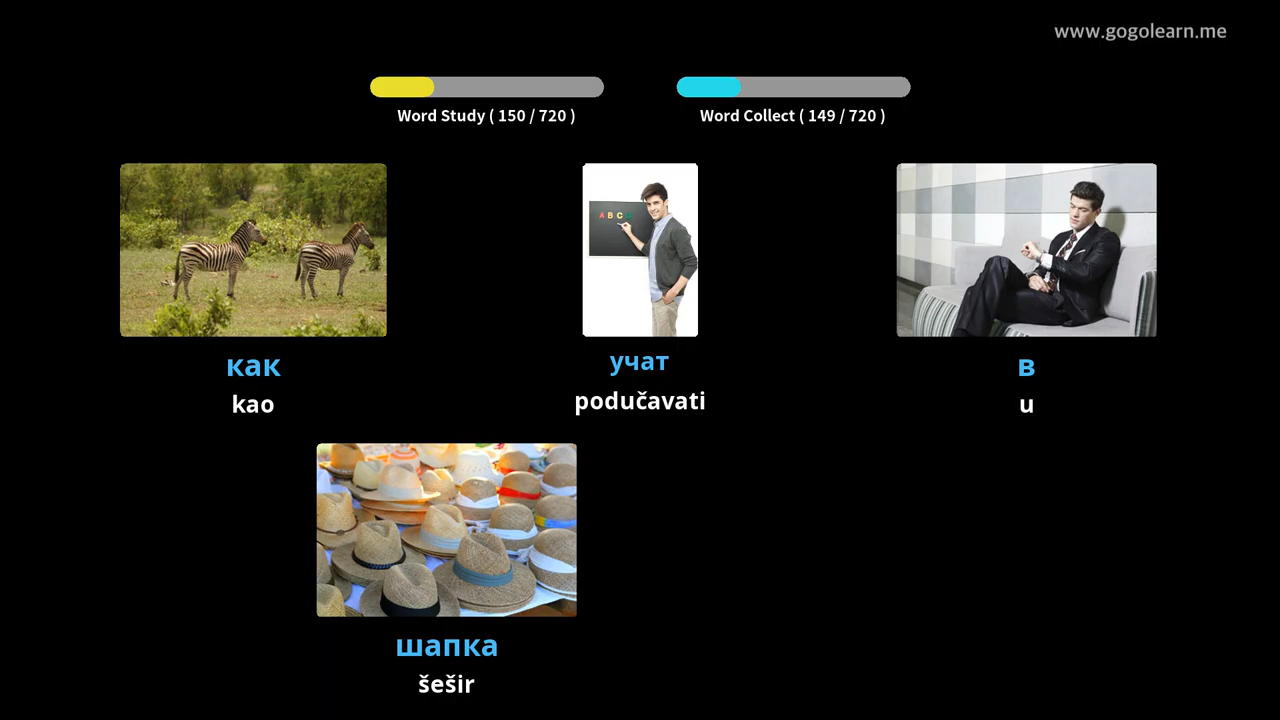 www.gogolearn.me
Word Study ( 150 / 720 )
Word Collect ( 149 / 720 )
A B C
как
kao
учат
podučavati
в
u
шапка
šešir